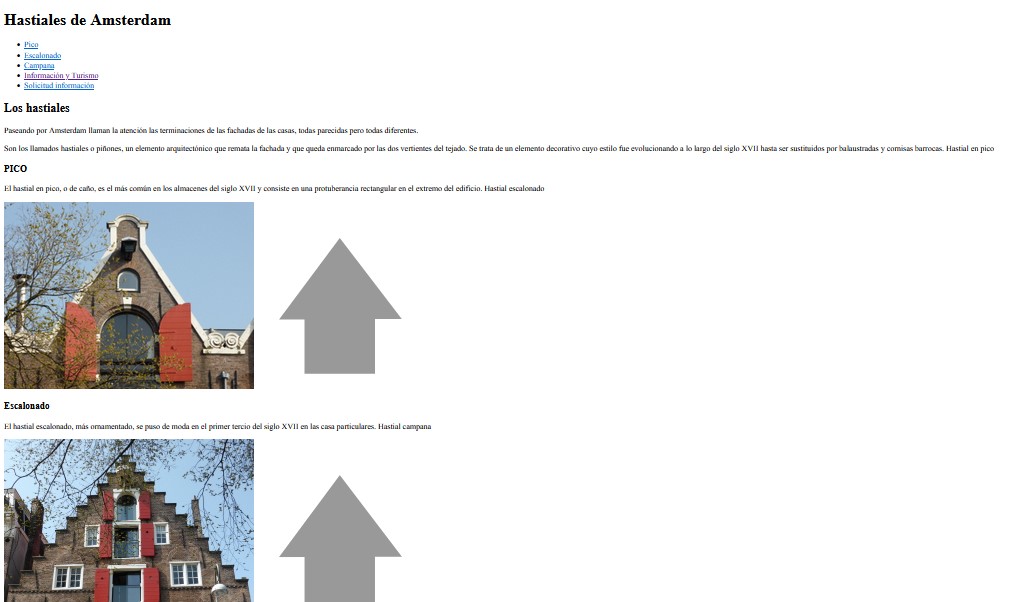 Hastiales de Amsterdam
Pico
Escalonado
Campana
Información y Turismo
Solicitud información
Los hastiales
Paseando por Amsterdam llaman la atención las terminaciones de las fachadas de las casas, todas parecidas pero todas diferentes.
Son los llamados hastiales o piñones, un elemento arquitectónico que remata la fachada y que queda enmarcado por las dos vertientes del tejado. Se trata de un elemento decorativo cuyo estilo fue evolucionando a lo largo del siglo XVII hasta ser sustituidos por balaustradas y cornisas barrocas. Hastial en pico
PICO
El hastial en pico, o de caño, es el más común en los almacenes del siglo XVII y consiste en una protuberancia rectangular en el extremo del edificio. Hastial escalonado
Escalonado
El hastial escalonado, más ornamentado, se puso de moda en el primer tercio del siglo XVII en las casa particulares. Hastial campana